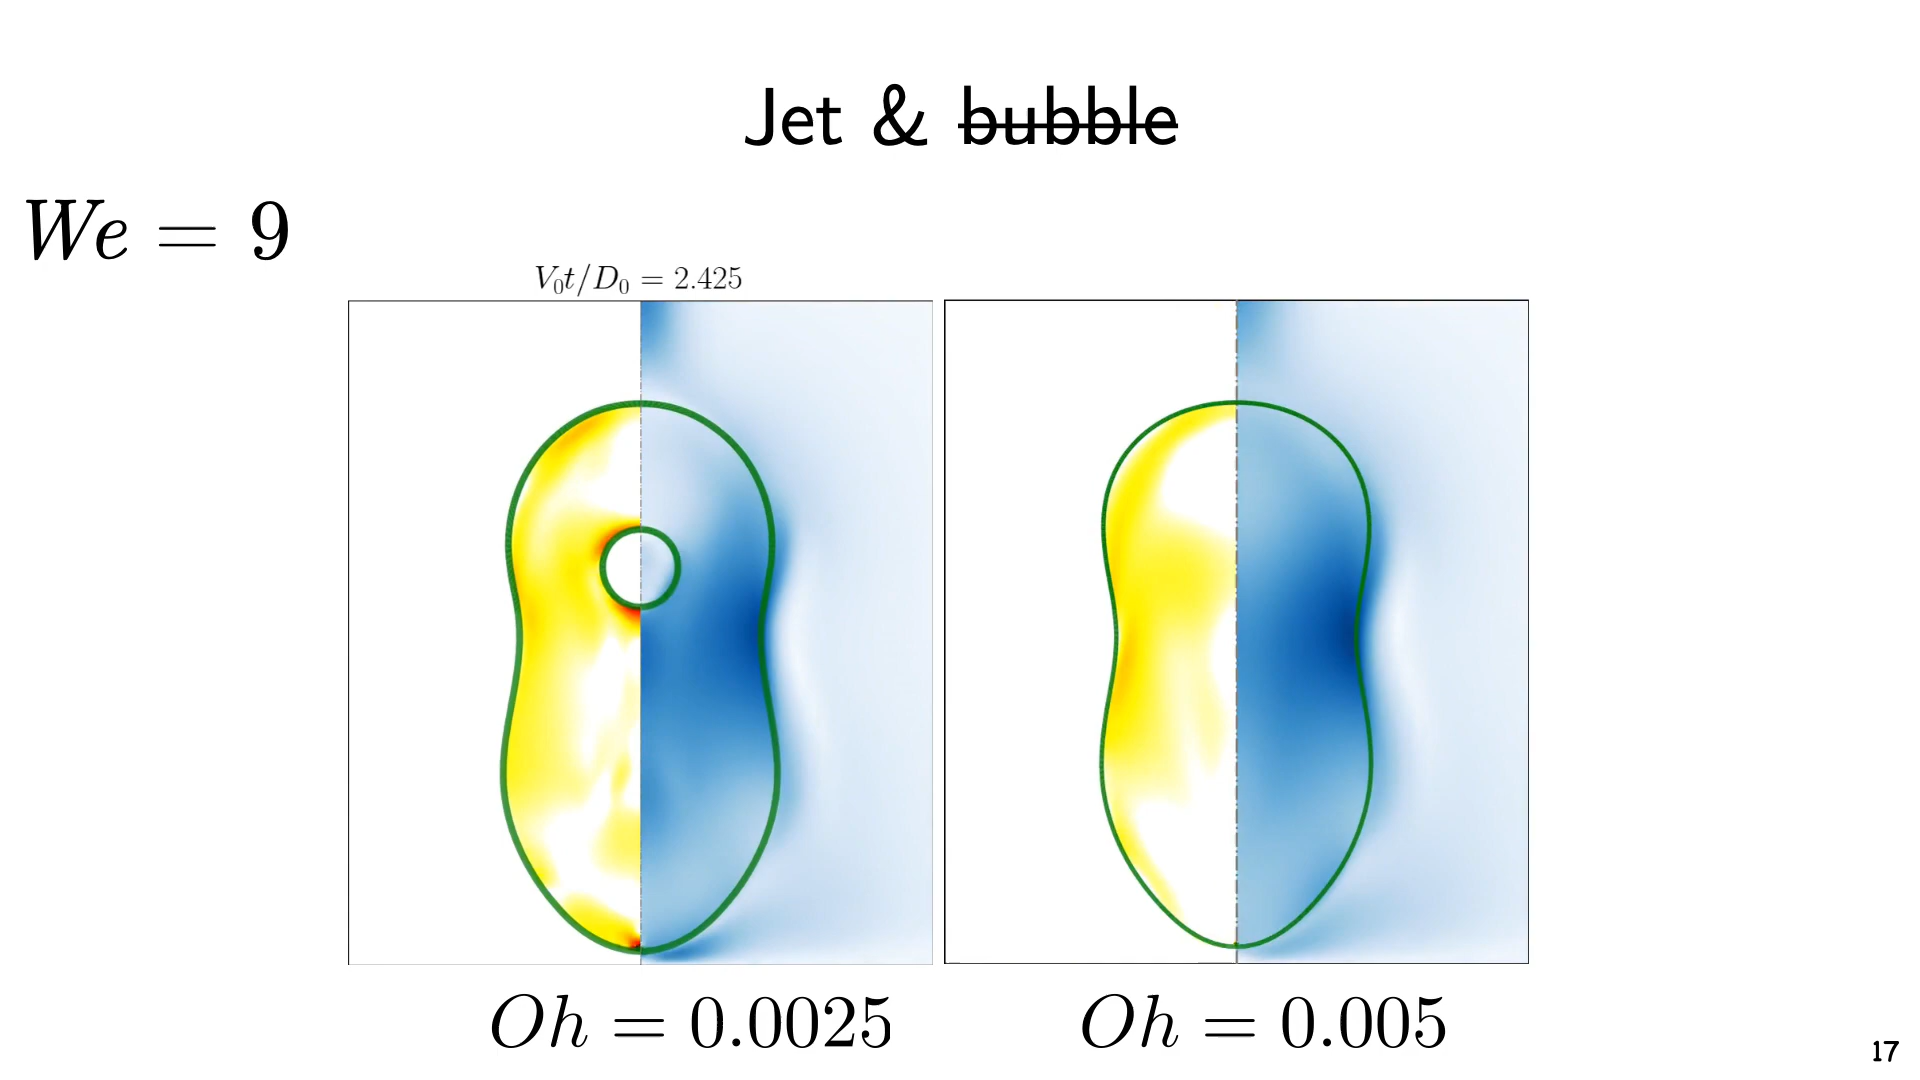 Jet & bubble
We = 9
V₀t/D₀ = 2.425
Oh = 0.0025
Oh = 0.005
17